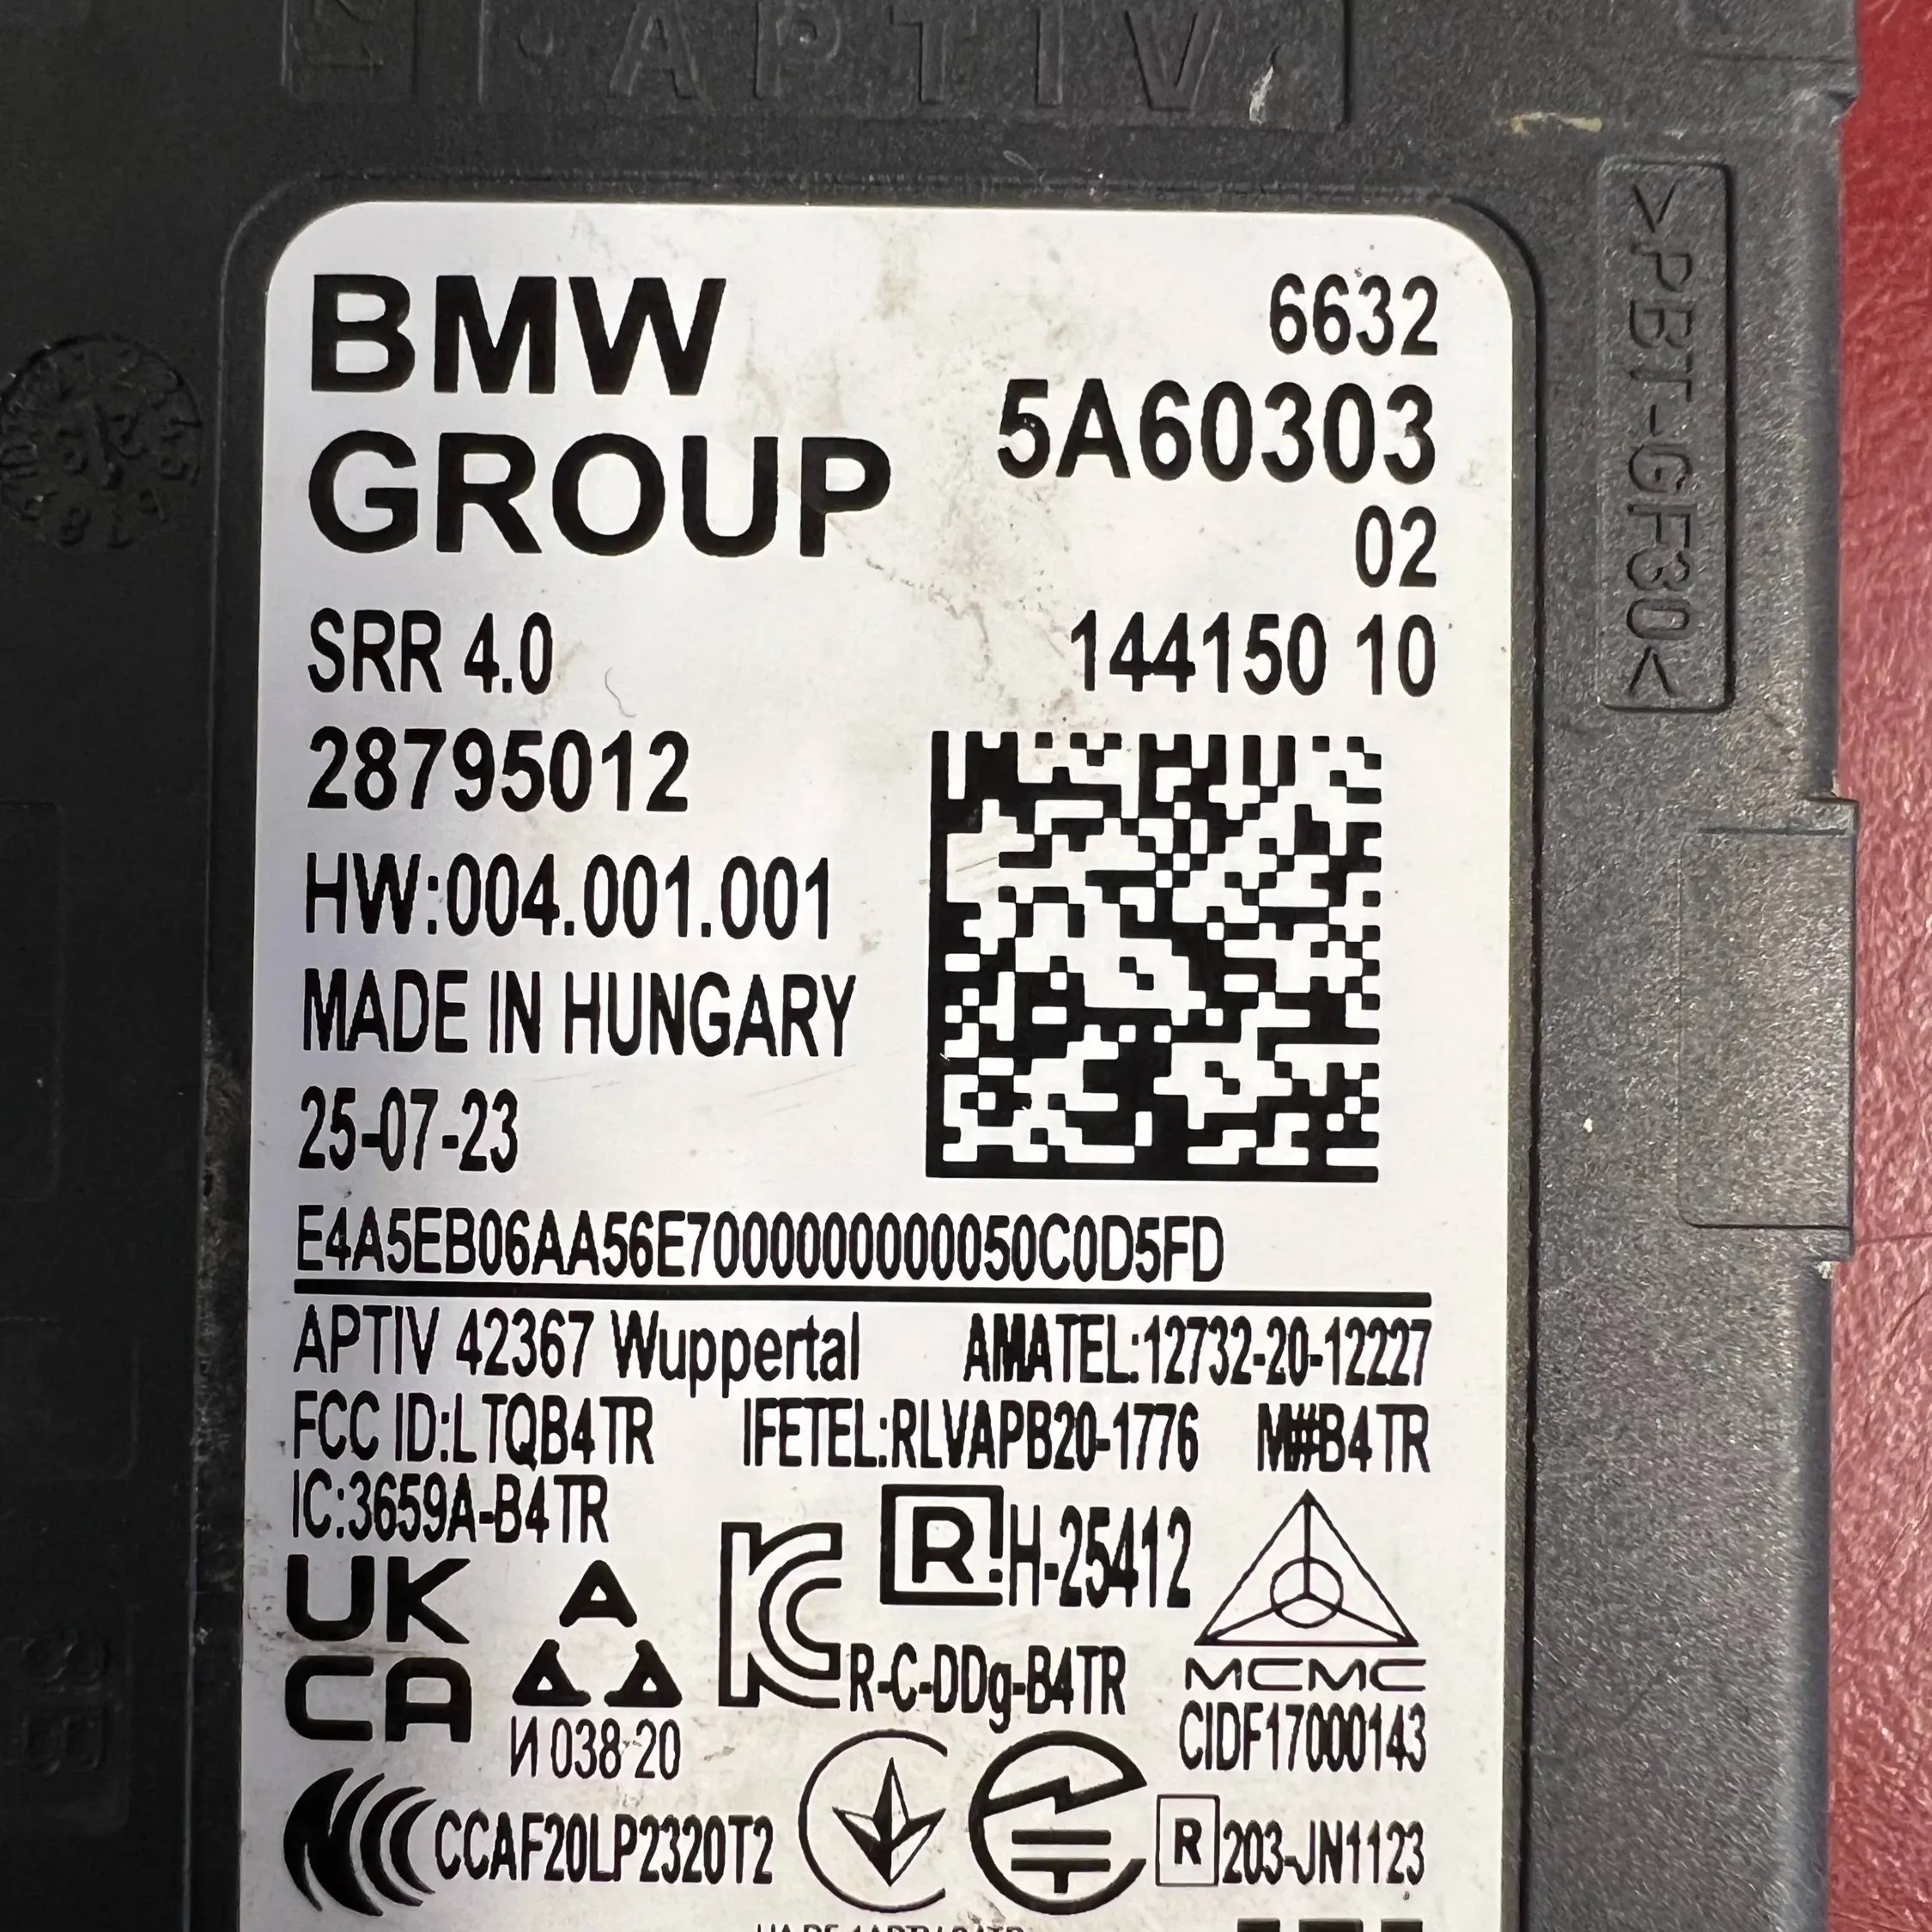 APTIV
>PBT-GF30<
BMW
GROUP
6632
5A60303
02
SRR 4.0
144150 10
28795012
HW:004.001.001
MADE IN HUNGARY
25-07-23
E4A5EB06AA56E7000000000050C0D5FD
APTIV 42367 Wuppertal
AMATEL:12732-20-12227
FCC ID:LTQB4TR
IFETEL:RLVAPB20-1776
M#B4TR
IC:3659A-B4TR
R H-25412
UK
CA
KC R-C-DDg-B4TR
MCMC
И 038 20
CIDF17000143
CCAF20LP2320T2
R 203-JN1123